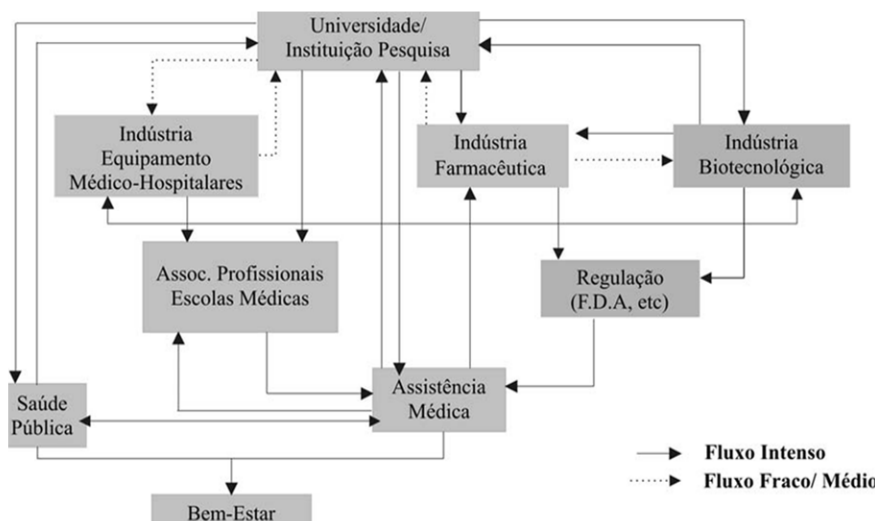 Universidade/
Instituição Pesquisa
Indústria
Equipamento
Médico-Hospitalares
Indústria
Farmacêutica
Indústria
Biotecnológica
Assoc. Profissionais
Escolas Médicas
Regulação
(F.D.A, etc)
Saúde
Pública
Assistência
Médica
Fluxo Intenso
Fluxo Fraco/ Médio
Bem-Estar